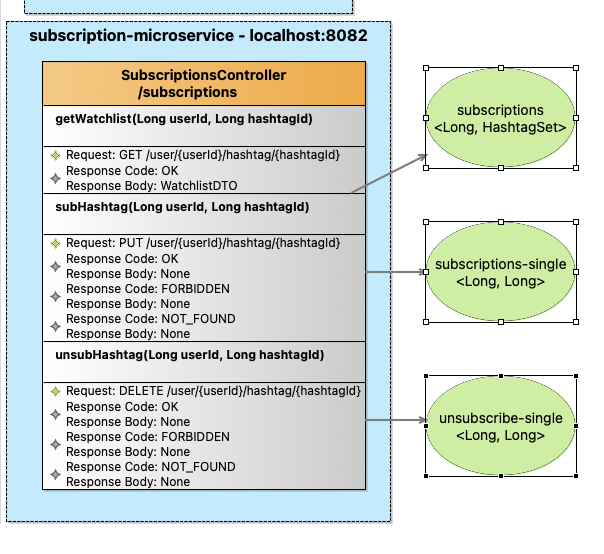 subscription-microservice - localhost:8082
SubscriptionsController
/subscriptions
getWatchlist(Long userId, Long hashtagId)
Request: GET /user/{userId}/hashtag/{hashtagId}
Response Code: OK
Response Body: WatchlistDTO
subHashtag(Long userId, Long hashtagId)
Request: PUT /user/{userId}/hashtag/{hashtagId}
Response Code: OK
Response Body: None
Response Code: FORBIDDEN
Response Body: None
Response Code: NOT_FOUND
Response Body: None
unsubHashtag(Long userId, Long hashtagId)
Request: DELETE /user/{userId}/hashtag/{hashtagId}
Response Code: OK
Response Body: None
Response Code: FORBIDDEN
Response Body: None
Response Code: NOT_FOUND
Response Body: None
subscriptions
<Long, HashtagSet>
subscriptions-single
<Long, Long>
unsubscribe-single
<Long, Long>